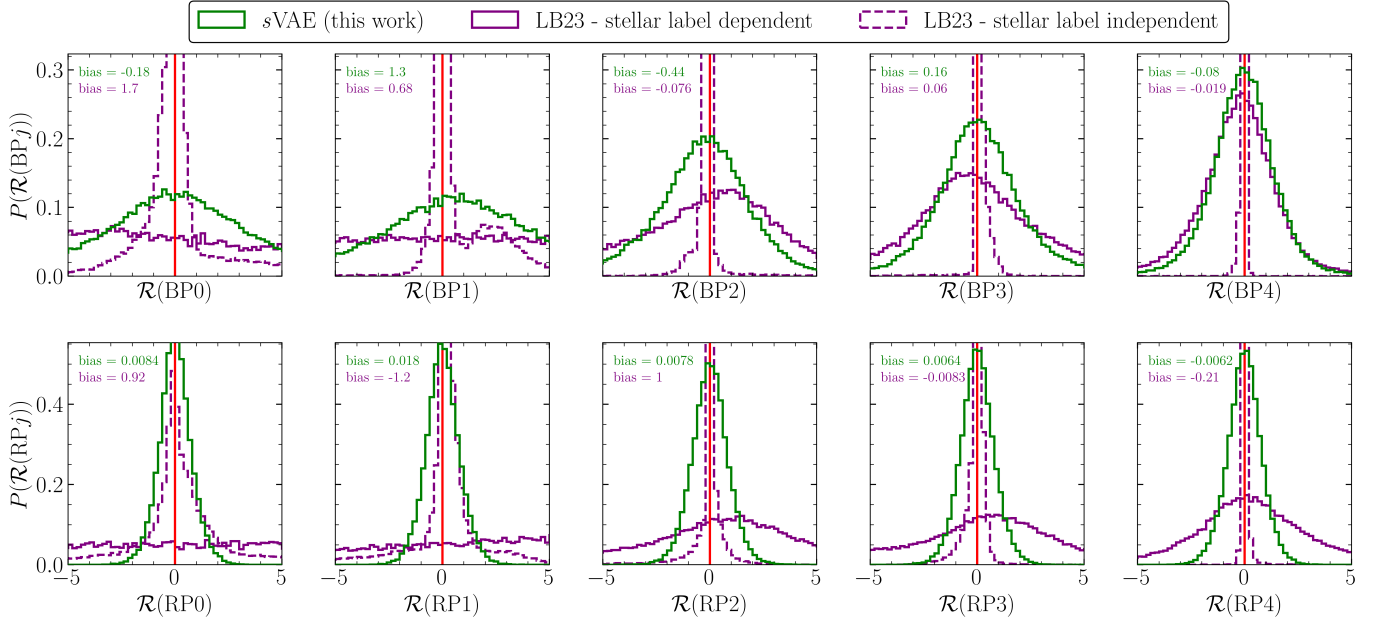 sVAE (this work)
LB23 - stellar label dependent
LB23 - stellar label independent
P(ℛ(BPj))
0.3
0.2
0.1
0.0
bias = -0.18
bias = 1.7
ℛ(BP0)
bias = 1.3
bias = 0.68
ℛ(BP1)
bias = -0.44
bias = -0.076
ℛ(BP2)
bias = 0.16
bias = 0.06
ℛ(BP3)
bias = -0.08
bias = -0.019
ℛ(BP4)
P(ℛ(RPj))
0.4
0.2
0.0
bias = 0.0084
bias = 0.92
−5 0 5
ℛ(RP0)
bias = 0.018
bias = -1.2
−5 0 5
ℛ(RP1)
bias = 0.0078
bias = 1
−5 0 5
ℛ(RP2)
bias = 0.0064
bias = -0.0083
−5 0 5
ℛ(RP3)
bias = -0.0062
bias = -0.21
−5 0 5
ℛ(RP4)